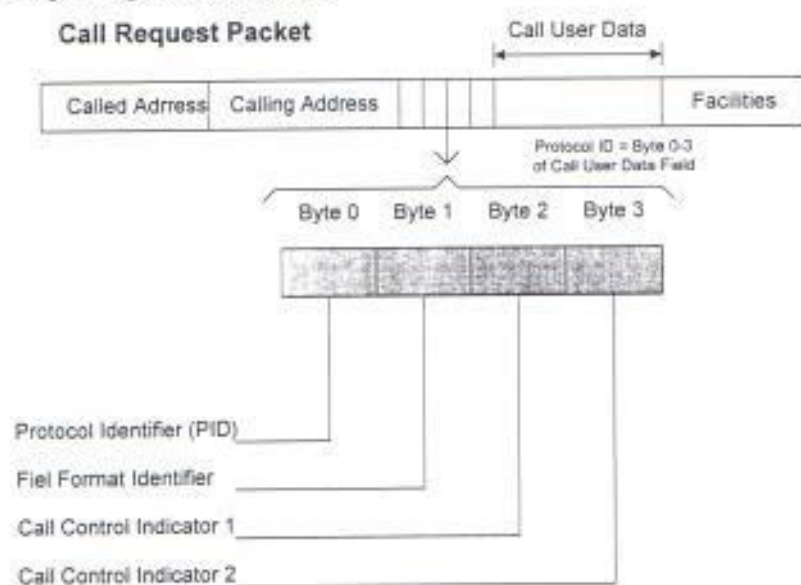 Call Request Packet
Call User Data
Called Adrress Calling Address Facilities
Protocol ID = Byte 0-3
of Call User Data Field
Byte 0 Byte 1 Byte 2 Byte 3
Protocol Identifier (PID)
Fiel Format Identifier
Call Control Indicator 1
Call Control Indicator 2